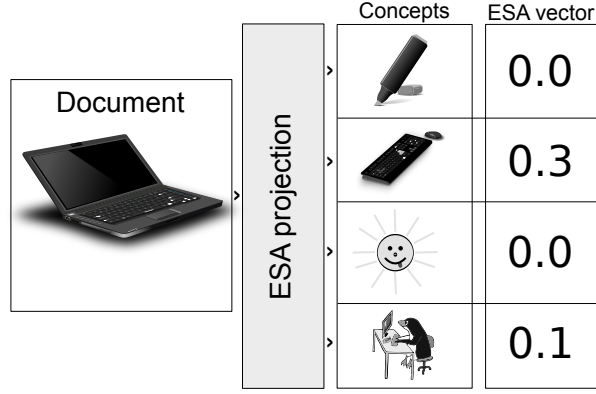 Concepts
ESA vector
Document
ESA projection
0.0
0.3
0.0
0.1